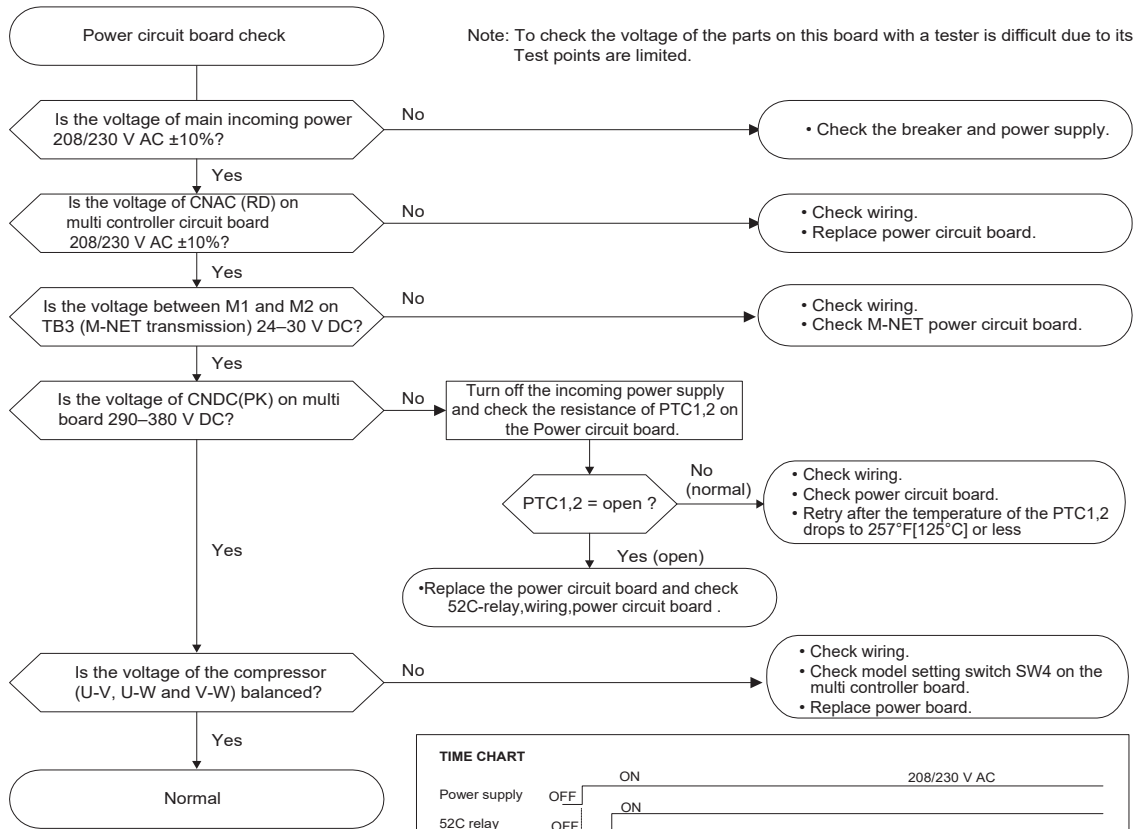 Power circuit board check
Note: To check the voltage of the parts on this board with a tester is difficult due to its
Test points are limited.
Is the voltage of main incoming power
208/230 V AC ±10%?
No
• Check the breaker and power supply.
Yes
Is the voltage of CNAC (RD) on
multi controller circuit board
208/230 V AC ±10%?
No
• Check wiring.
• Replace power circuit board.
Yes
Is the voltage between M1 and M2 on
TB3 (M-NET transmission) 24–30 V DC?
No
• Check wiring.
• Check M-NET power circuit board.
Yes
Is the voltage of CNDC(PK) on multi
board 290–380 V DC?
No
Turn off the incoming power supply
and check the resistance of PTC1,2 on
the Power circuit board.
PTC1,2 = open ?
No
(normal)
• Check wiring.
• Check power circuit board.
• Retry after the temperature of the PTC1,2
drops to 257°F[125°C] or less
Yes
Yes (open)
•Replace the power circuit board and check
52C-relay,wiring,power circuit board .
Is the voltage of the compressor
(U-V, U-W and V-W) balanced?
No
• Check wiring.
• Check model setting switch SW4 on the
multi controller board.
• Replace power board.
Yes
Normal
TIME CHART
Power supply OFF ON 208/230 V AC
52C relay OFF ON